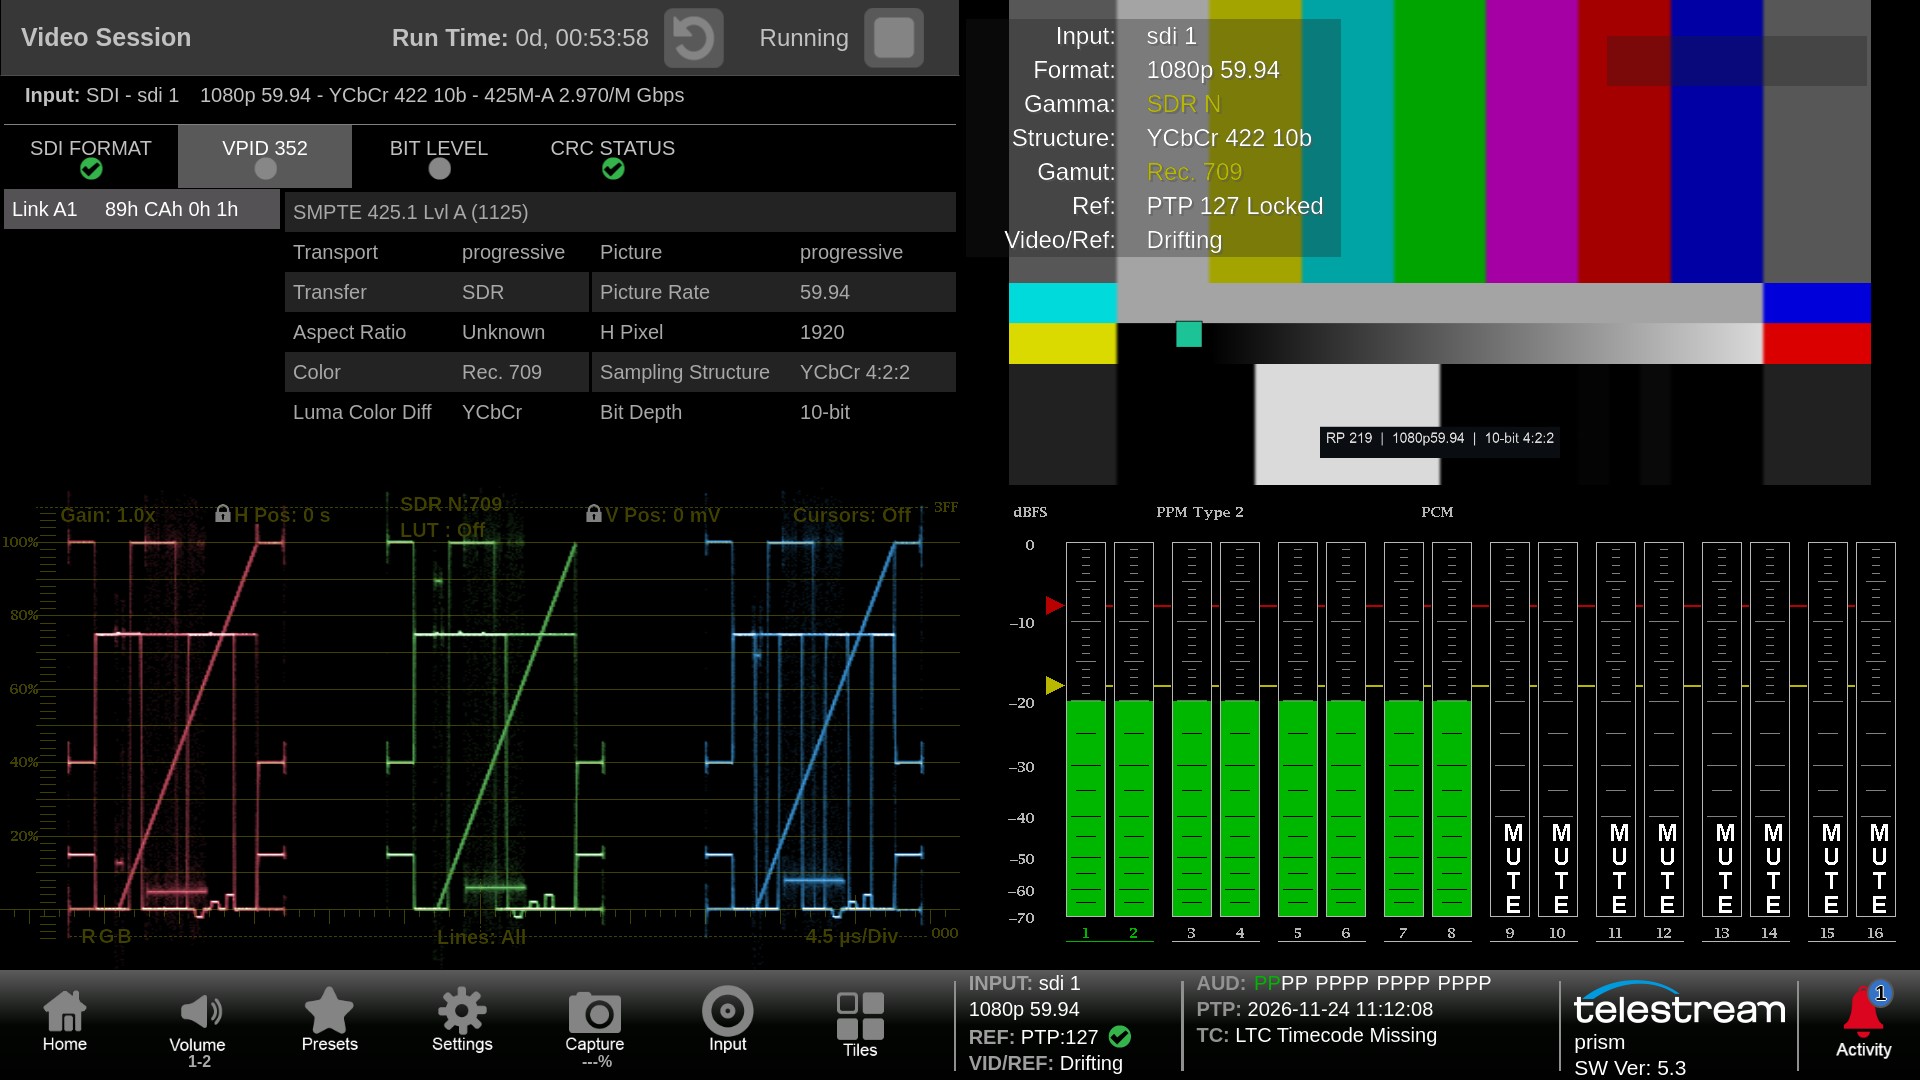 Video Session
Run Time: 0d, 00:53:58
Running
Input: SDI - sdi 1 1080p 59.94 - YCbCr 422 10b - 425M-A 2.970/M Gbps
SDI FORMAT VPID 352 BIT LEVEL CRC STATUS
Link A1 89h CAh 0h 1h
SMPTE 425.1 Lvl A (1125)
Transport progressive Picture progressive
Transfer SDR Picture Rate 59.94
Aspect Ratio Unknown H Pixel 1920
Color Rec. 709 Sampling Structure YCbCr 4:2:2
Luma Color Diff YCbCr Bit Depth 10-bit
Input: sdi 1
Format: 1080p 59.94
Gamma: SDR N
Structure: YCbCr 422 10b
Gamut: Rec. 709
Ref: PTP 127 Locked
Video/Ref: Drifting
RP 219 | 1080p59.94 | 10-bit 4:2:2
Gain: 1.0x
H Pos: 0 s
SDR N:709
LUT : Off
V Pos: 0 mV
Cursors: Off
3FF
100%
80%
60%
40%
20%
000
RGB
Lines: All
4.5 µs/Div
dBFS PPM Type 2 PCM
0
-10
-20
-30
-40
-50
-60
-70
MUTE MUTE MUTE MUTE MUTE MUTE MUTE MUTE
1 2 3 4 5 6 7 8 9 10 11 12 13 14 15 16
Home
Volume
1-2
Presets
Settings
Capture
---%
Input
Tiles
INPUT: sdi 1
1080p 59.94
REF: PTP:127
VID/REF: Drifting
AUD: PPPP PPPP PPPP PPPP
PTP: 2026-11-24 11:12:08
TC: LTC Timecode Missing
telestream
prism
SW Ver: 5.3
1
Activity